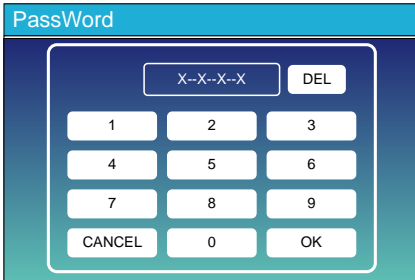 PassWord
X--X--X--X DEL
1 2 3
4 5 6
7 8 9
CANCEL 0 OK